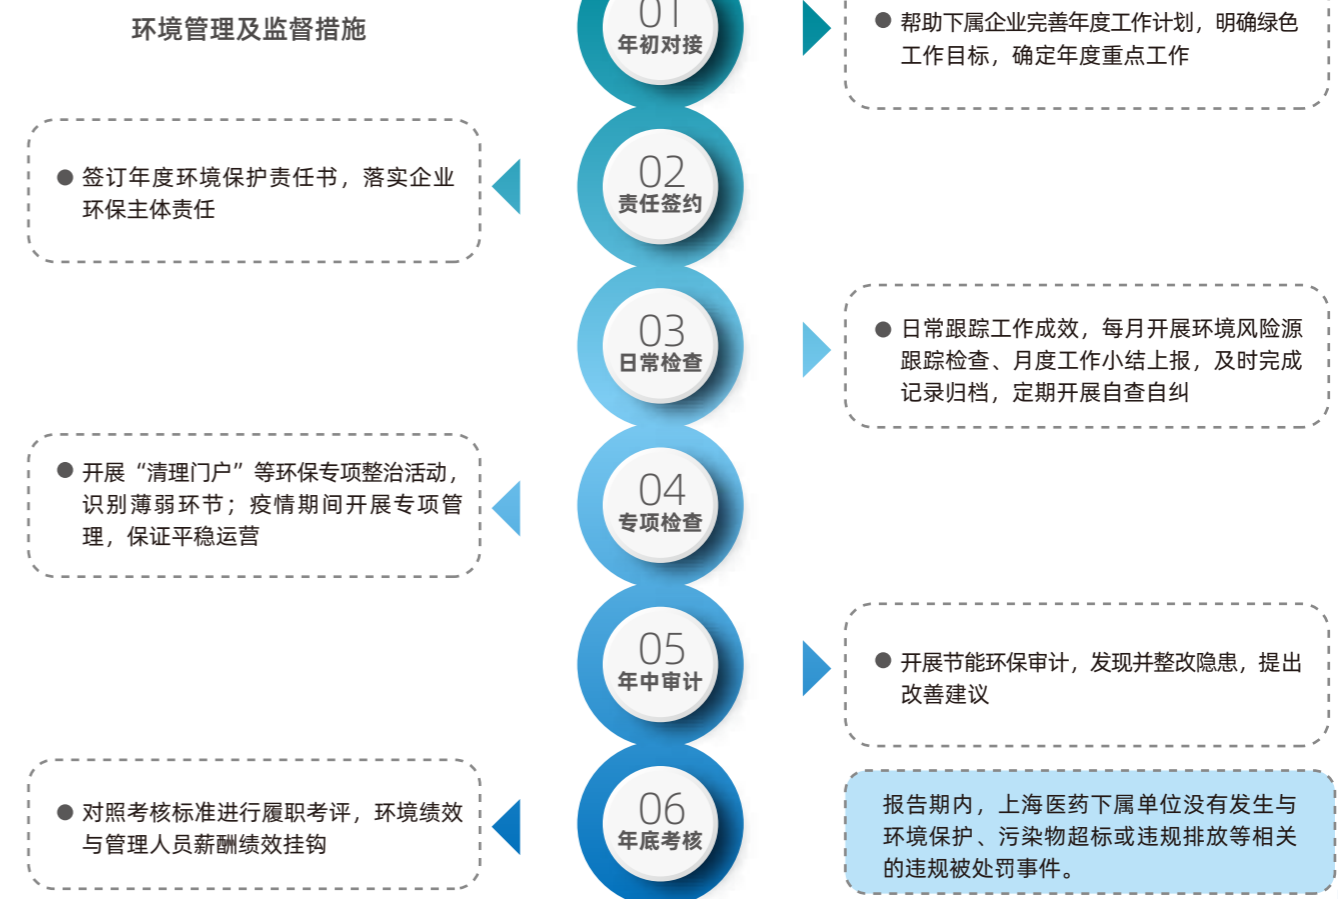 环境管理及监督措施
01
年初对接
● 帮助下属企业完善年度工作计划，明确绿色
工作目标，确定年度重点工作
02
责任签约
● 签订年度环境保护责任书，落实企业
环保主体责任
03
日常检查
● 日常跟踪工作成效，每月开展环境风险源
跟踪检查、月度工作小结上报，及时完成
记录归档，定期开展自查自纠
04
专项检查
● 开展“清理门户”等环保专项整治活动，
识别薄弱环节；疫情期间开展专项管
理，保证平稳运营
05
年中审计
● 开展节能环保审计，发现并整改隐患，提出
改善建议
06
年底考核
● 对照考核标准进行履职考评，环境绩效
与管理人员薪酬绩效挂钩
报告期内，上海医药下属单位没有发生与
环境保护、污染物超标或违规排放等相关
的违规被处罚事件。